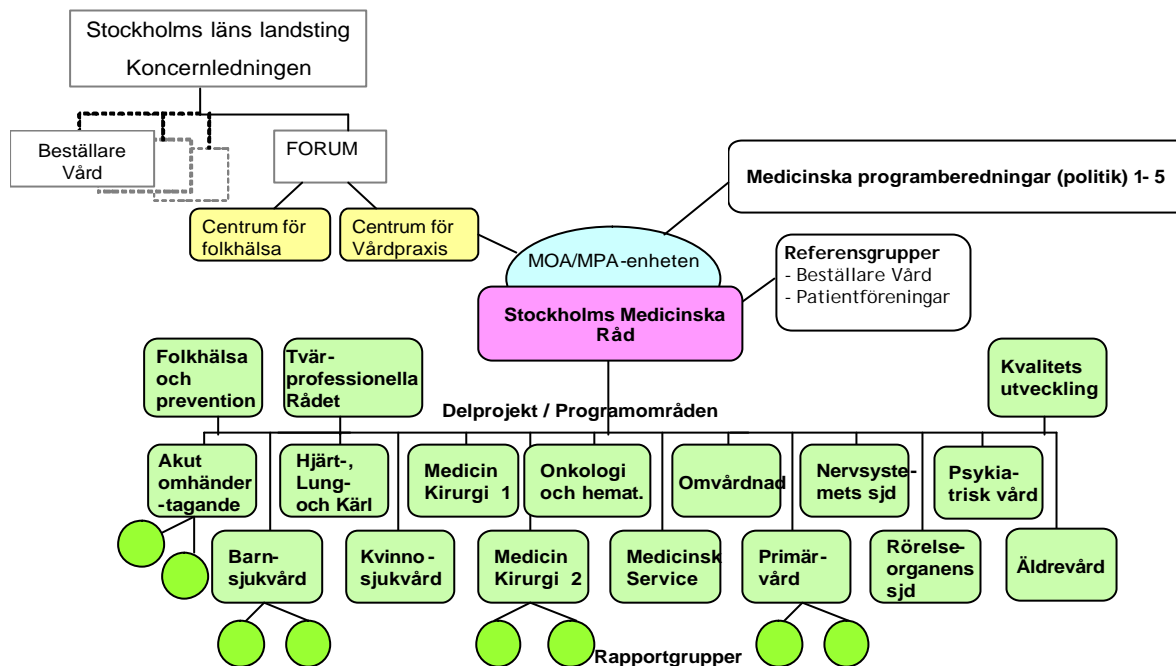 Stockholms läns landsting
Koncernledningen
Beställare
Vård
FORUM
Medicinska programberedningar (politik) 1- 5
Centrum för
folkhälsa
Centrum för
Vårdpraxis
MOA/MPA-enheten
Referensgrupper
- Beställare Vård
- Patientföreningar
Stockholms Medicinska
Råd
Folkhälsa
och
prevention
Tvär-
professionella
Rådet
Kvalitets
utveckling
Delprojekt / Programområden
Akut
omhänder
-tagande
Hjärt-,
Lung-
och Kärl
Medicin
Kirurgi 1
Onkologi
och hemat.
Omvårdnad
Nervsyste-
mets sjd
Psykia-
trisk vård
Barn-
sjukvård
Kvinno-
sjukvård
Medicin
Kirurgi 2
Medicinsk
Service
Primär-
vård
Rörelse-
organens
sjd
Äldrevård
Rapportgrupper